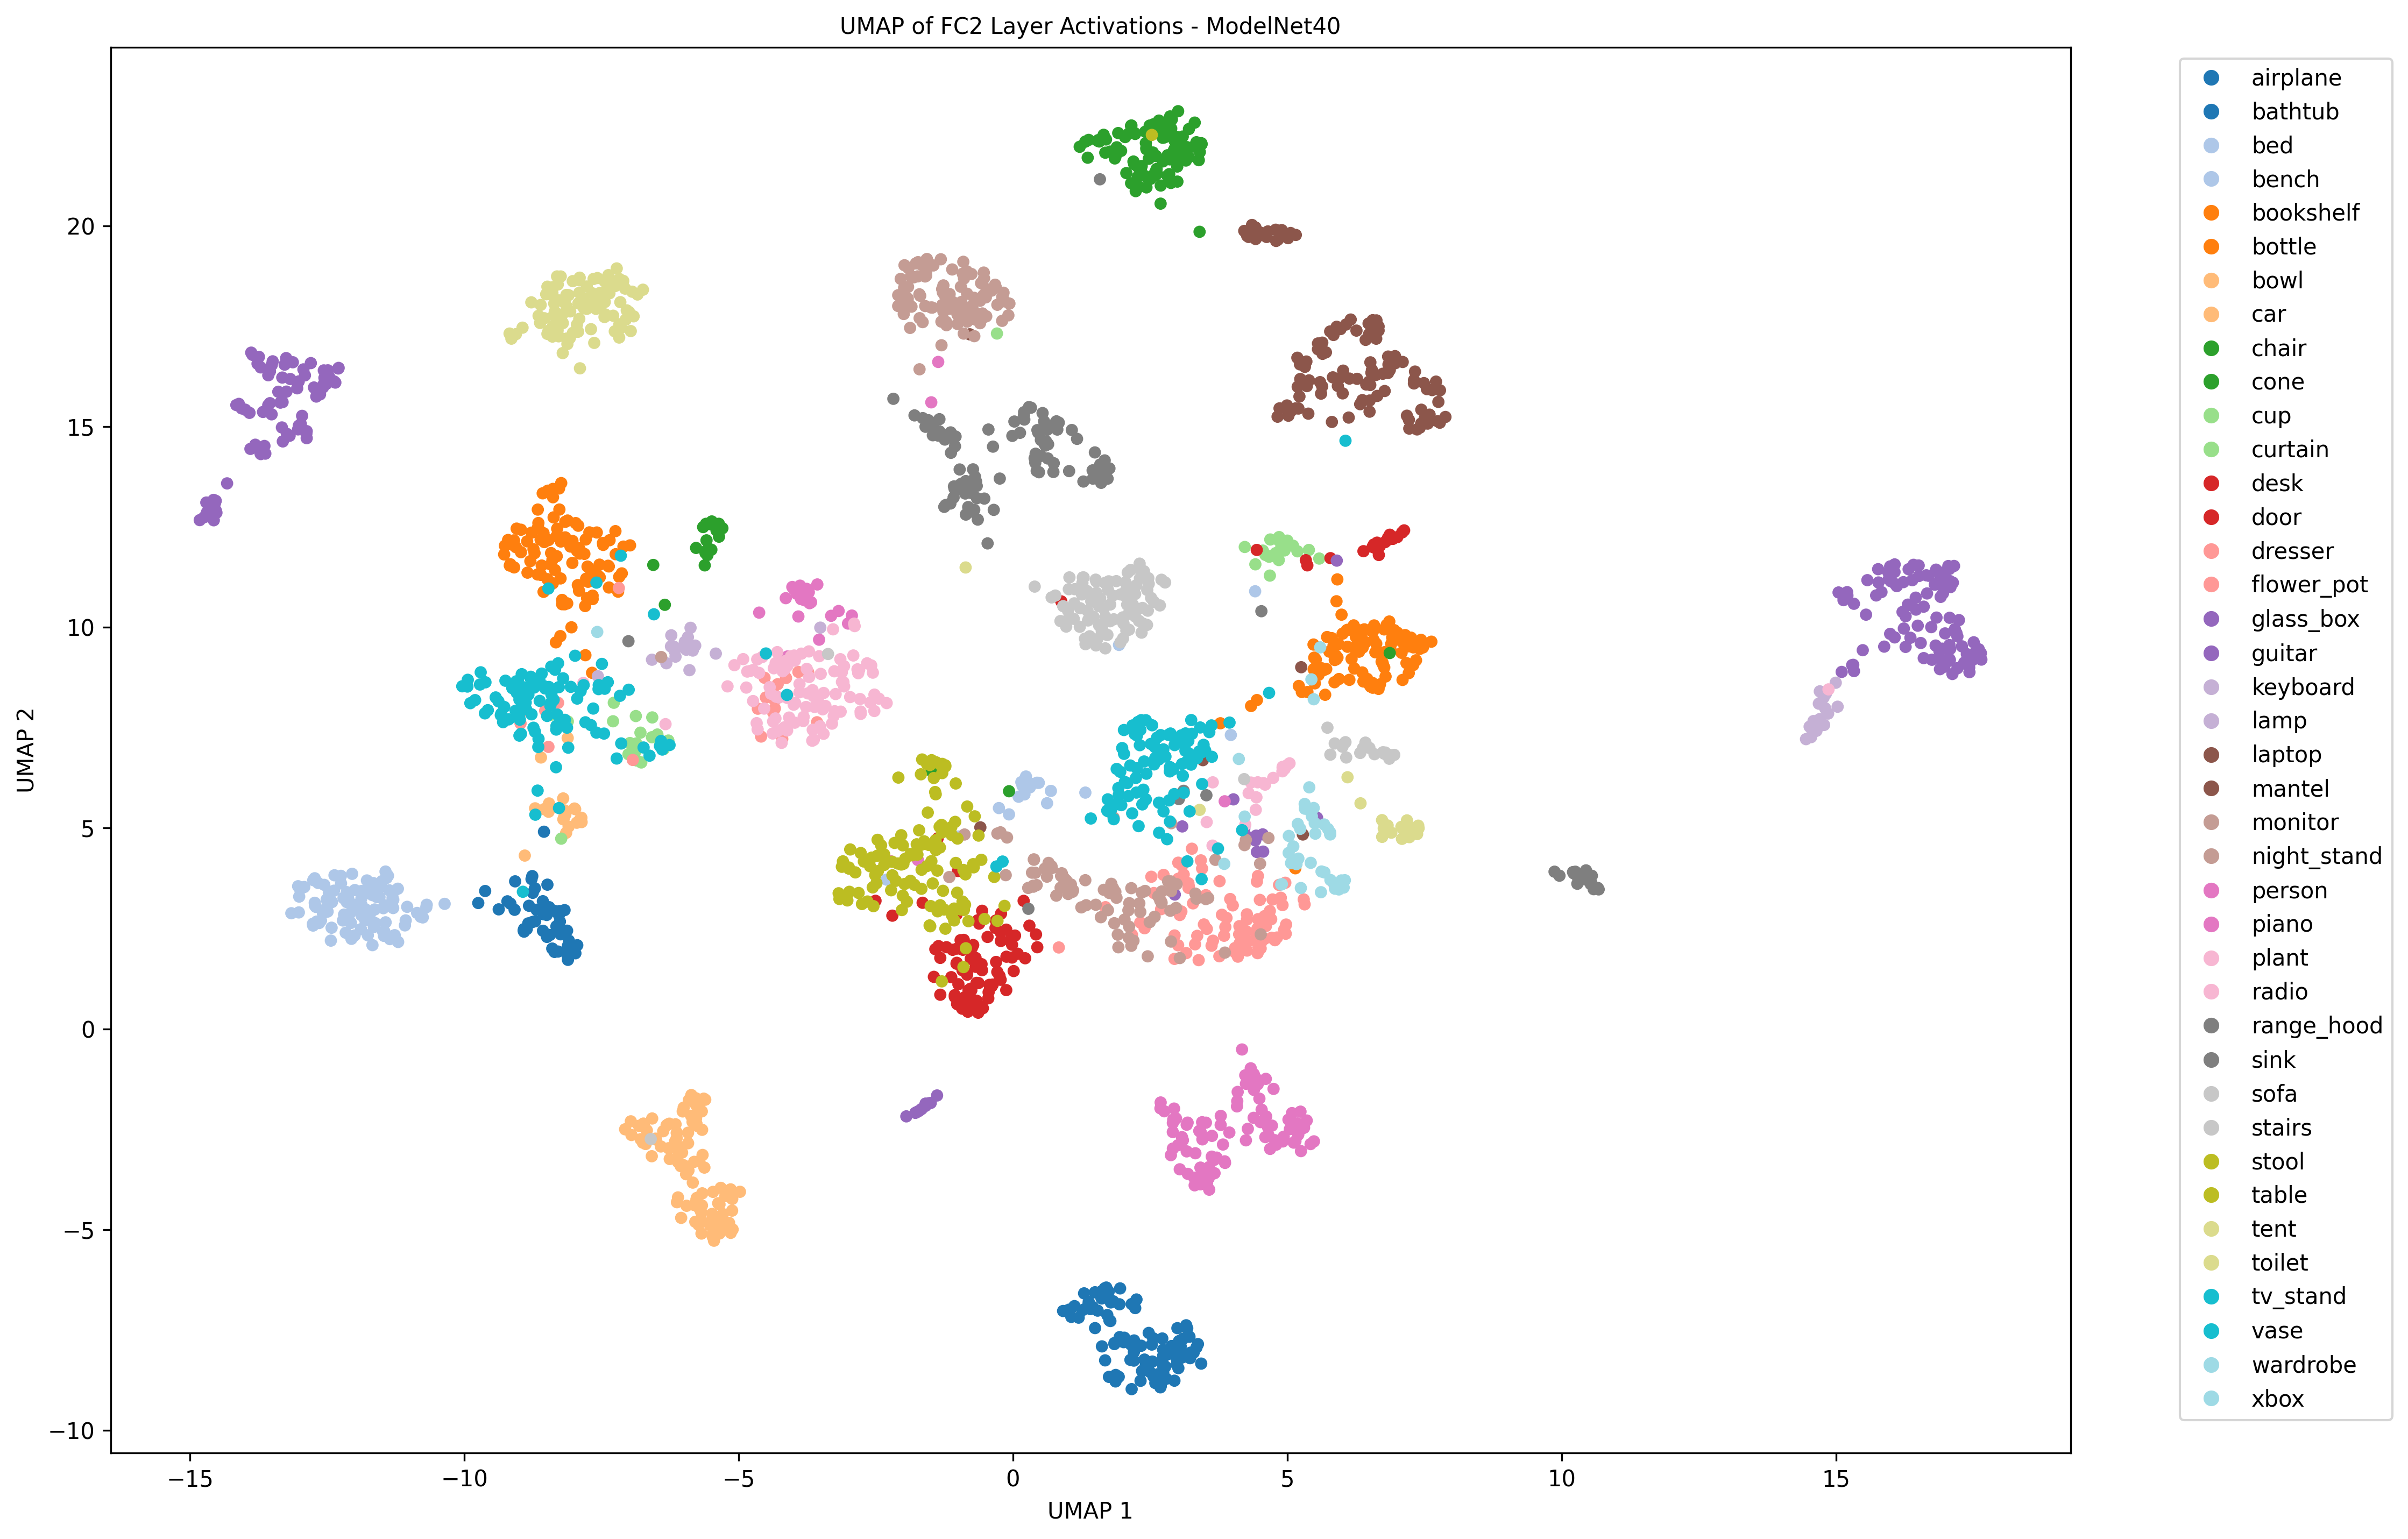 UMAP of FC2 Layer Activations - ModelNet40
20
15
10
5
0
−5
−10
UMAP 2
−15
−10
−5
0
5
10
15
UMAP 1
airplane
bathtub
bed
bench
bookshelf
bottle
bowl
car
chair
cone
cup
curtain
desk
door
dresser
flower_pot
glass_box
guitar
keyboard
lamp
laptop
mantel
monitor
night_stand
person
piano
plant
radio
range_hood
sink
sofa
stairs
stool
table
tent
toilet
tv_stand
vase
wardrobe
xbox